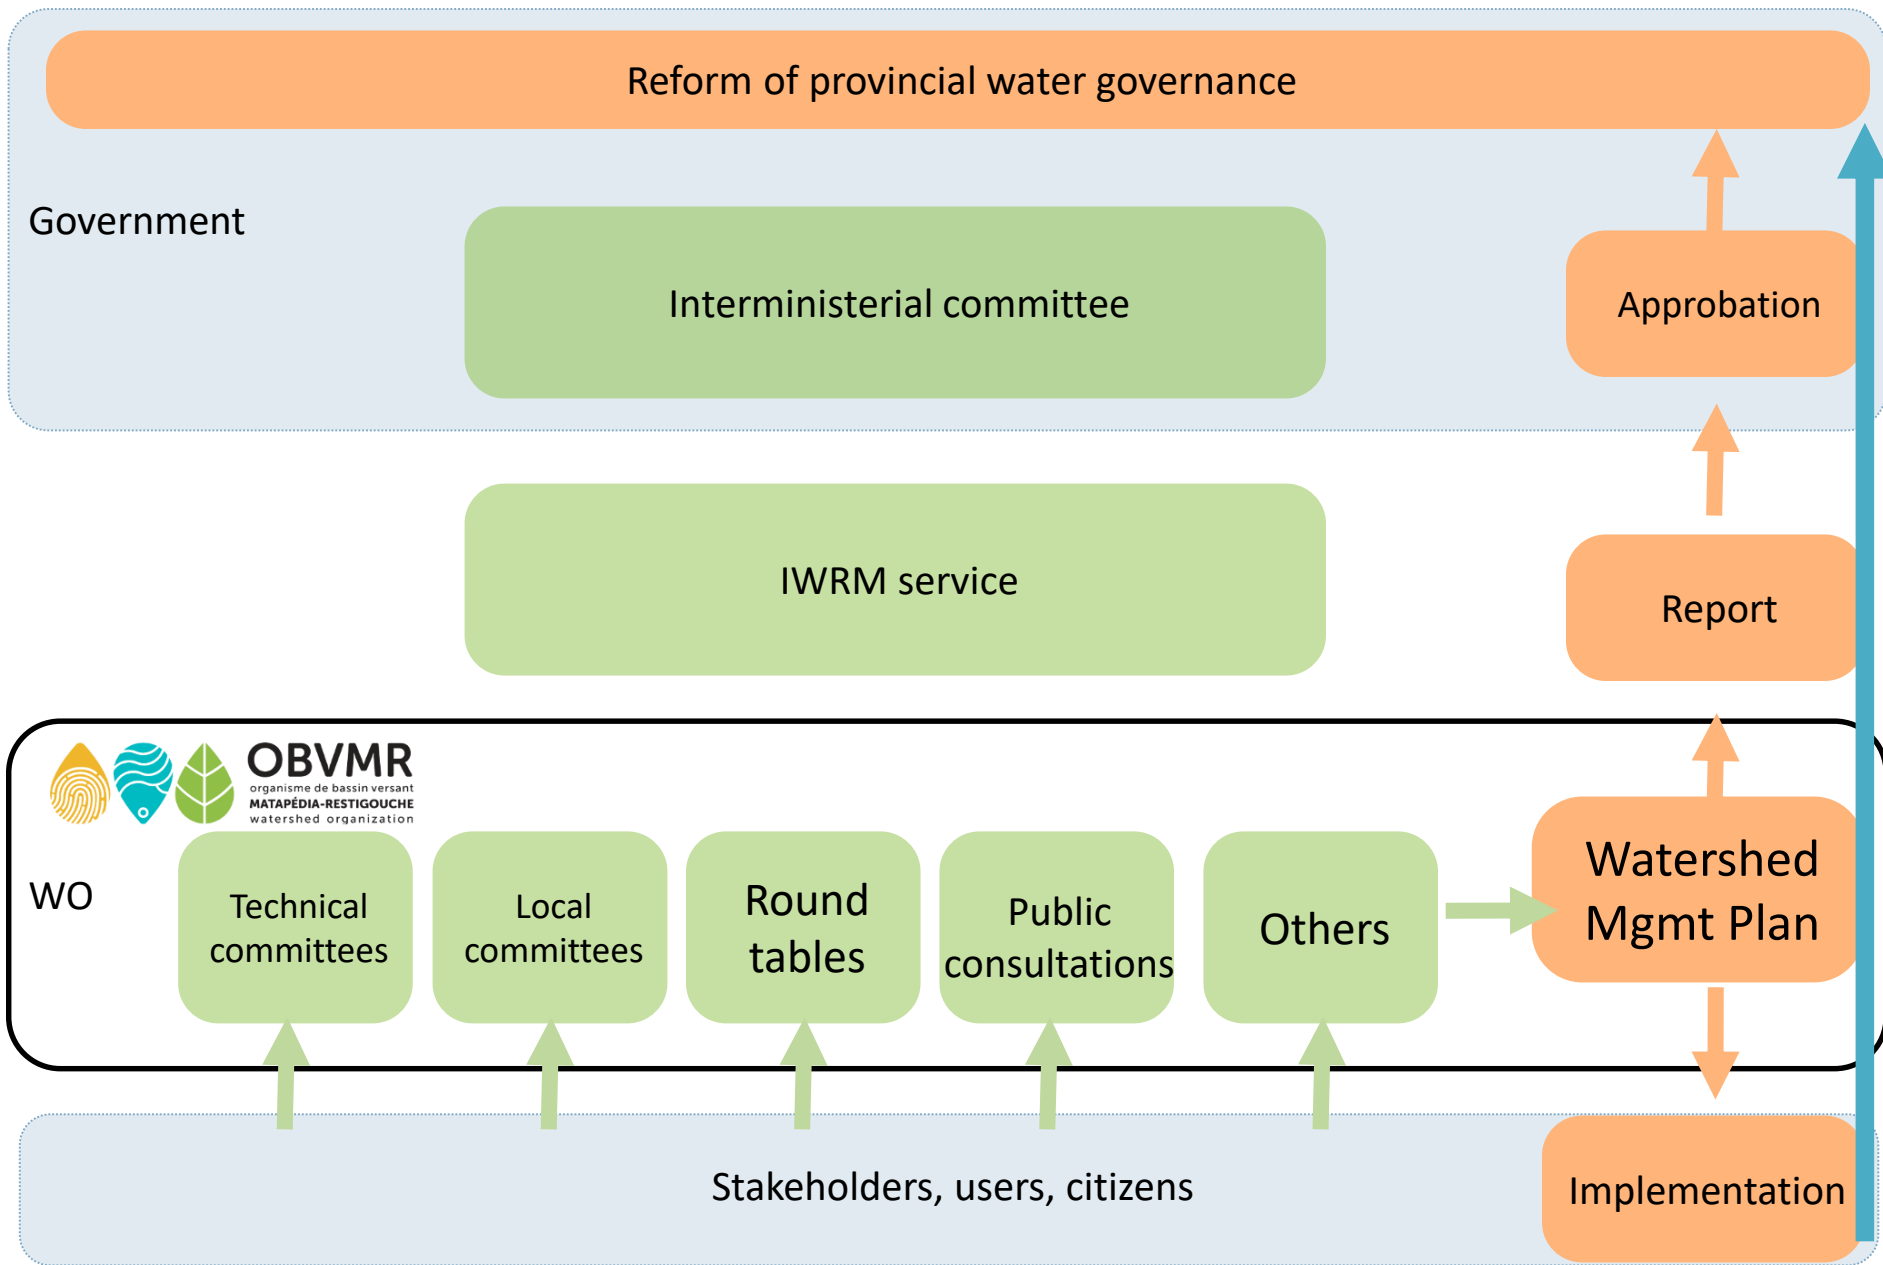 Reform of provincial water governance
Government
Interministerial committee
Approbation
IWRM service
Report
OBVMR
organisme de bassin versant
MATAPÉDIA-RESTIGOUCHE
watershed organization
WO
Technical
committees
Local
committees
Round
tables
Public
consultations
Others
Watershed
Mgmt Plan
Stakeholders, users, citizens
Implementation